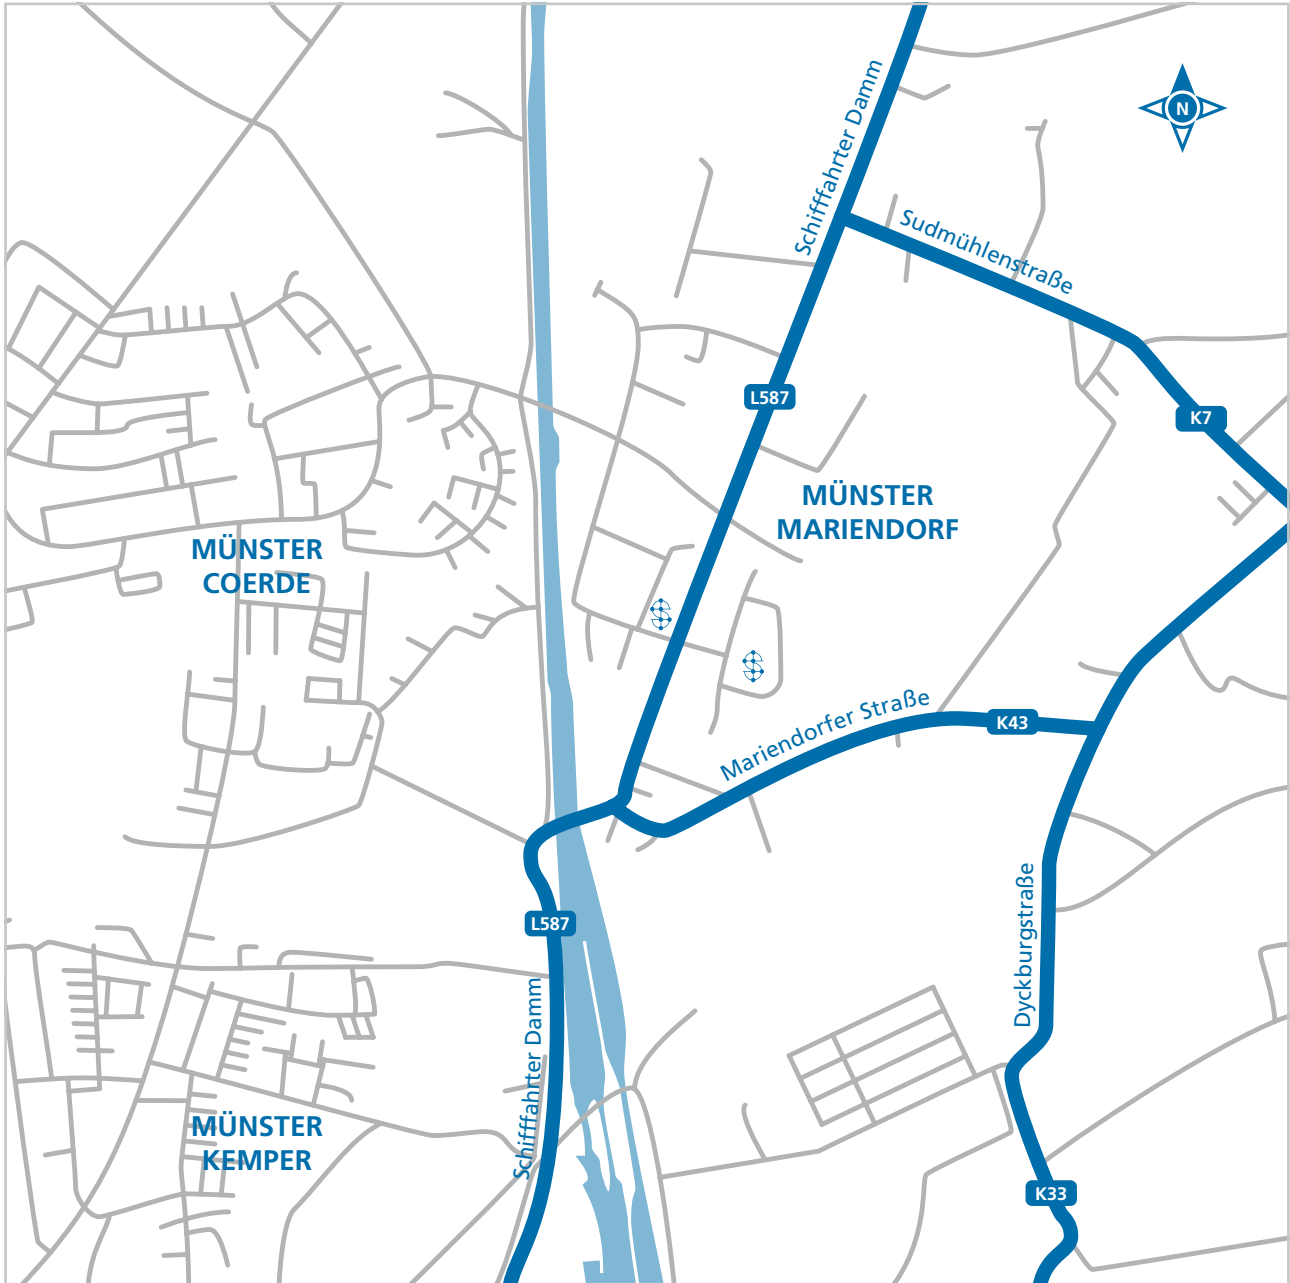 Schifffahrter Damm
N
Sudmühlenstraße
L587
K7
MÜNSTER
MARIENDORF
MÜNSTER
COERDE
Mariendorfer Straße
K43
L587
Dyckburgstraße
Schifffahrter Damm
MÜNSTER
KEMPER
K33